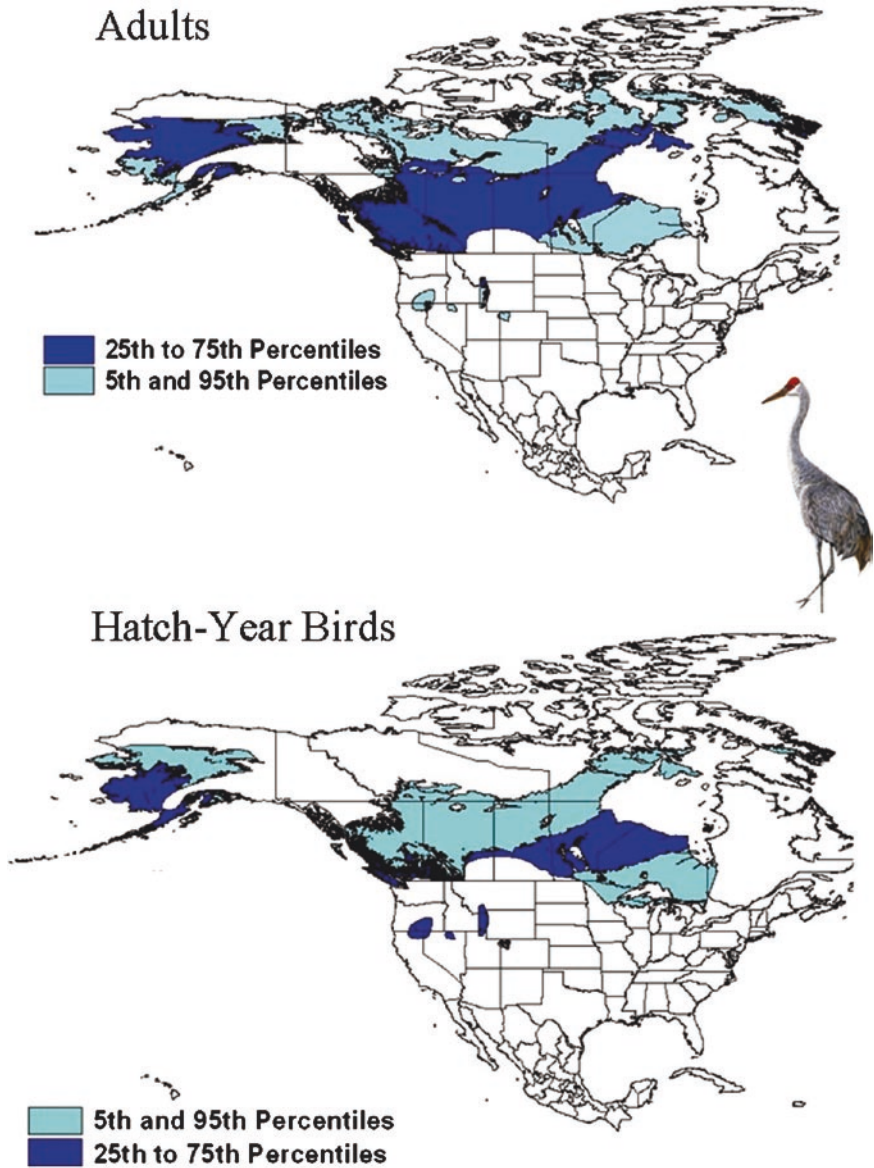 Adults
25th to 75th Percentiles
5th and 95th Percentiles
Hatch-Year Birds
5th and 95th Percentiles
25th to 75th Percentiles